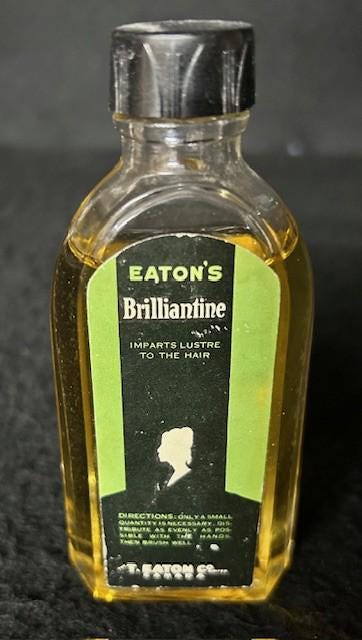 EATON'S
Brilliantine
IMPARTS LUSTRE
TO THE HAIR
DIRECTIONS: ONLY A SMALL
QUANTITY IS NECESSARY. DIS-
TRIBUTE AS EVENLY AS POS-
SIBLE WITH THE HANDS
THEN BRUSH WELL
T. EATON CO
CANADA